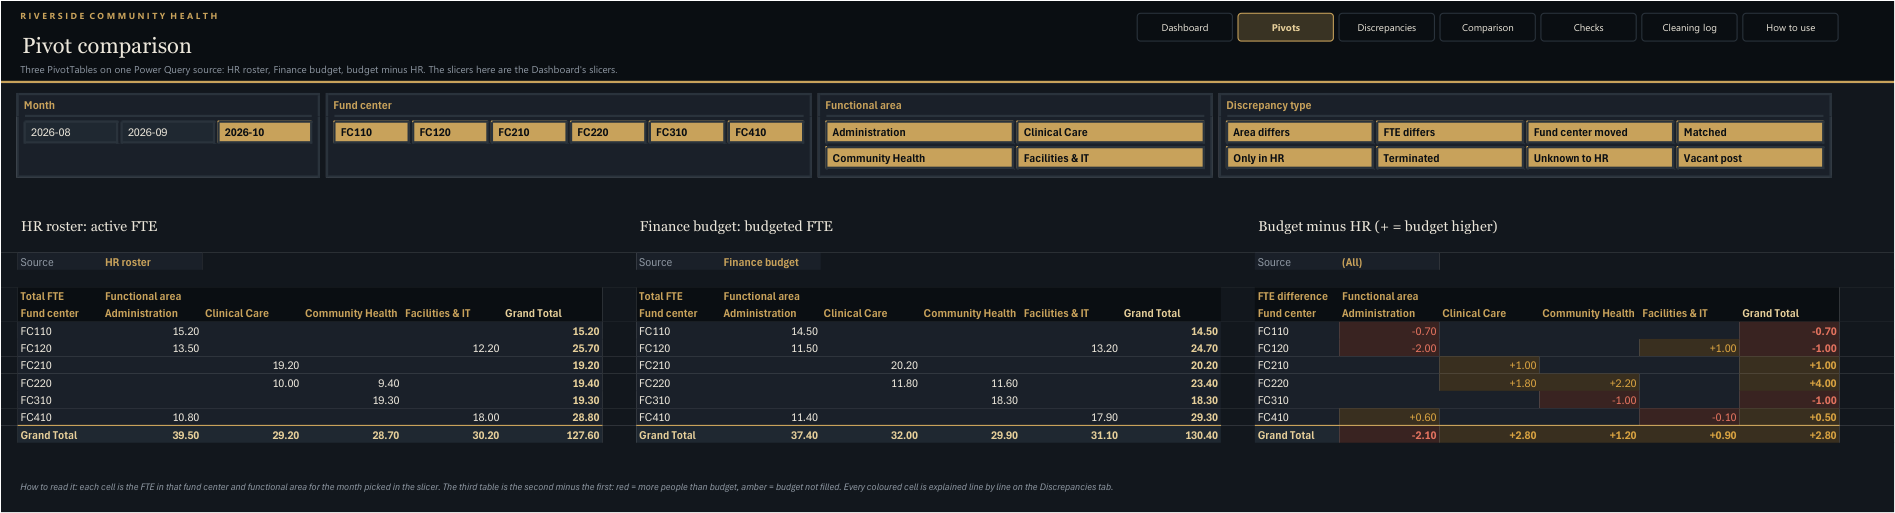 RIVERSIDE COMMUNITY HEALTH
Dashboard Pivots Discrepancies Comparison Checks Cleaning log How to use
Pivot comparison
Three PivotTables on one Power Query source: HR roster, Finance budget, budget minus HR. The slicers here are the Dashboard's slicers.
Month
2026-08 2026-09 2026-10
Fund center
FC110 FC120 FC210 FC220 FC310 FC410
Functional area
Administration Clinical Care
Community Health Facilities & IT
Discrepancy type
Area differs FTE differs Fund center moved Matched
Only in HR Terminated Unknown to HR Vacant post
HR roster: active FTE
Source HR roster
Total FTE Functional area
Fund center Administration Clinical Care Community Health Facilities & IT Grand Total
FC110 15.20 15.20
FC120 13.50 12.20 25.70
FC210 19.20 19.20
FC220 10.00 9.40 19.40
FC310 19.30 19.30
FC410 10.80 18.00 28.80
Grand Total 39.50 29.20 28.70 30.20 127.60
Finance budget: budgeted FTE
Source Finance budget
Total FTE Functional area
Fund center Administration Clinical Care Community Health Facilities & IT Grand Total
FC110 14.50 14.50
FC120 11.50 13.20 24.70
FC210 20.20 20.20
FC220 11.80 11.60 23.40
FC310 18.30 18.30
FC410 11.40 17.90 29.30
Grand Total 37.40 32.00 29.90 31.10 130.40
Budget minus HR (+ = budget higher)
Source (All)
FTE difference Functional area
Fund center Administration Clinical Care Community Health Facilities & IT Grand Total
FC110 -0.70 -0.70
FC120 -2.00 +1.00 -1.00
FC210 +1.00 +1.00
FC220 +1.80 +2.20 +4.00
FC310 -1.00 -1.00
FC410 +0.60 -0.10 +0.50
Grand Total -2.10 +2.80 +1.20 +0.90 +2.80
How to read it: each cell is the FTE in that fund center and functional area for the month picked in the slicer. The third table is the second minus the first: red = more people than budget, amber = budget not filled. Every coloured cell is explained line by line on the Discrepancies tab.